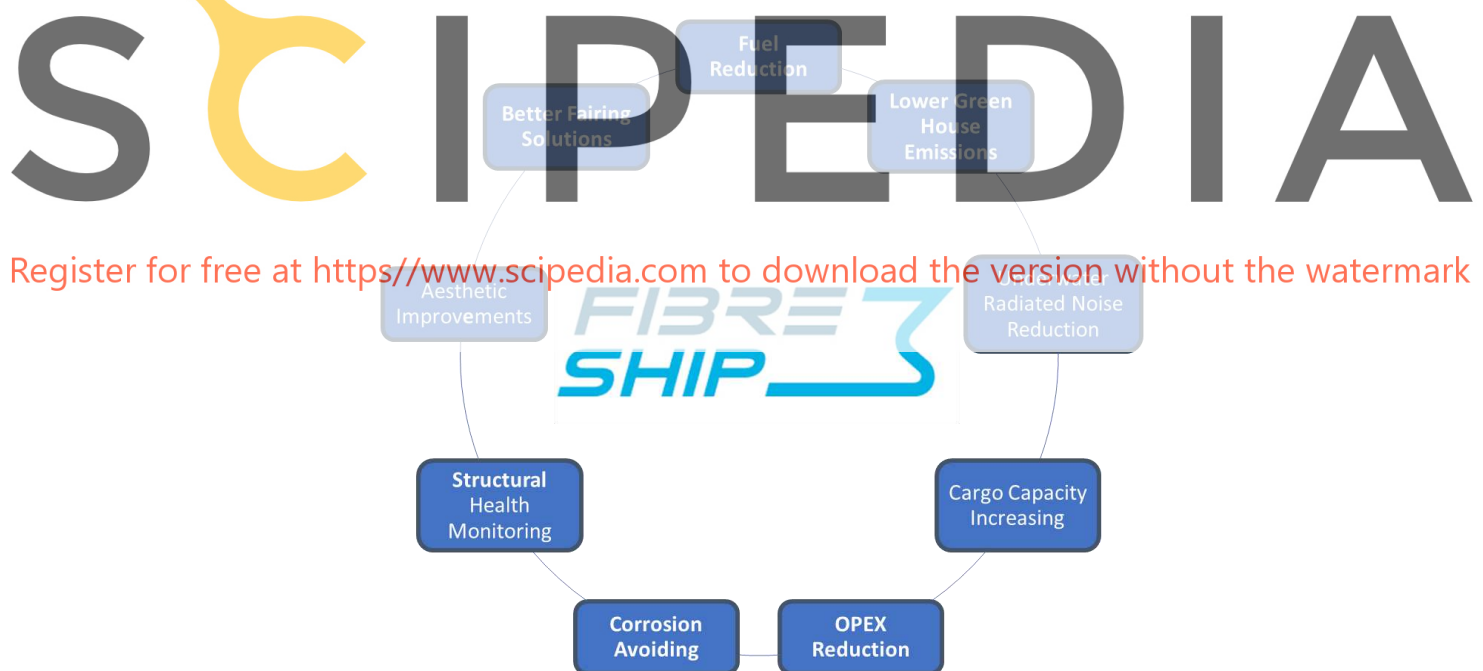 SCIPEDIA
Fuel
Reduction
Better Fairing
Solutions
Lower Green
House
Emissions
Register for free at https//www.scipedia.com to download the version without the watermark
Aesthetic
Improvements
Underwater
Radiated Noise
Reduction
FIBRE
SHIP
Structural
Health
Monitoring
Cargo Capacity
Increasing
Corrosion
Avoiding
OPEX
Reduction